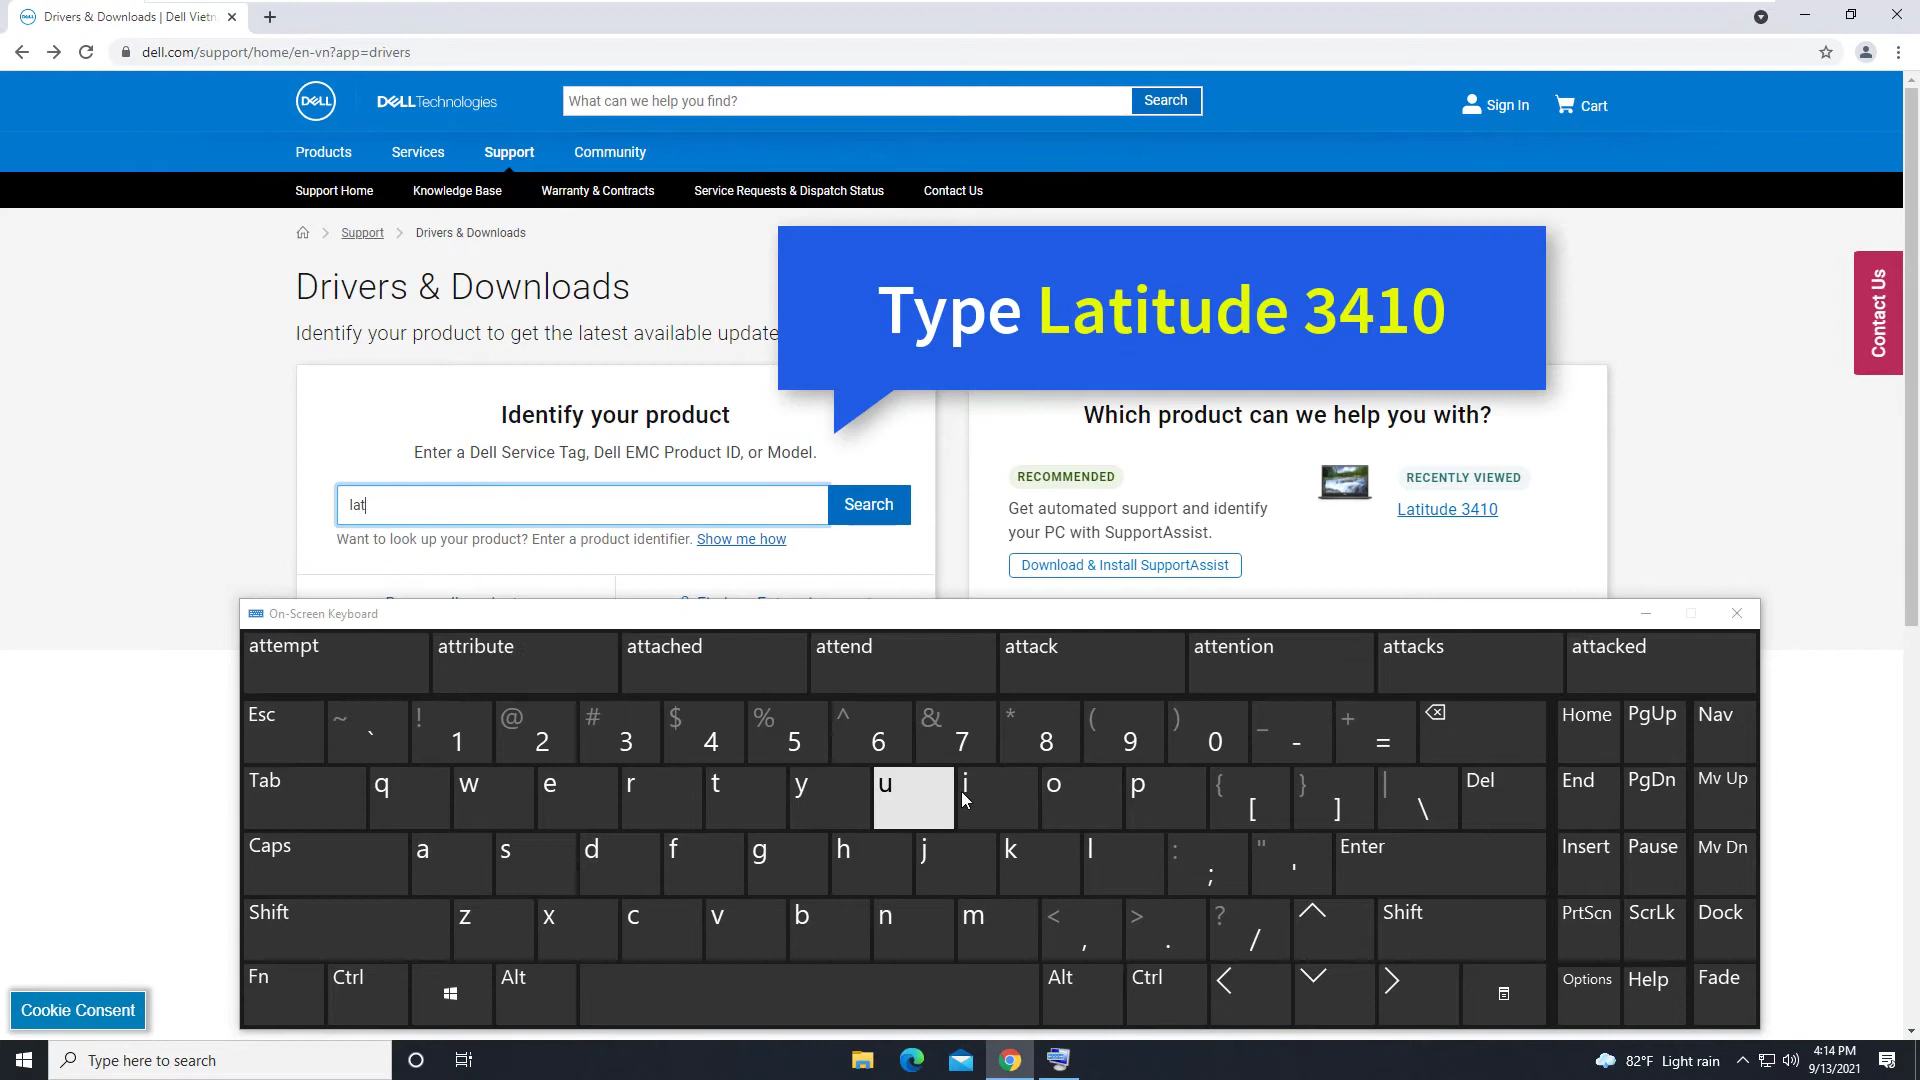 Drivers & Downloads | Dell Vietn
dell.com/support/home/en-vn?app=drivers
DELL
DELLTechnologies
What can we help you find?
Search
Sign In
Cart
Products
Services
Support
Community
Support Home
Knowledge Base
Warranty & Contracts
Service Requests & Dispatch Status
Contact Us
Support
Drivers & Downloads
Type Latitude 3410
Contact Us
Drivers & Downloads
Identify your product to get the latest available update
Identify your product
Enter a Dell Service Tag, Dell EMC Product ID, or Model.
lat
Search
Want to look up your product? Enter a product identifier. Show me how
Which product can we help you with?
RECOMMENDED
Get automated support and identify
your PC with SupportAssist.
Download & Install SupportAssist
RECENTLY VIEWED
Latitude 3410
On-Screen Keyboard
attempt attribute attached attend attack attention attacks attacked
Esc ~ ` ! 1 @ 2 # 3 $ 4 % 5 ^ 6 & 7 * 8 ( 9 ) 0 _ - + = Home PgUp Nav
Tab q w e r t y u i o p { [ } ] | \ Del End PgDn Mv Up
Caps a s d f g h j k l : ; " ' Enter Insert Pause Mv Dn
Shift z x c v b n m < , > . ? / Shift PrtScn ScrLk Dock
Fn Ctrl Alt Alt Ctrl Options Help Fade
Cookie Consent
Type here to search
82°F Light rain
4:14 PM
9/13/2021